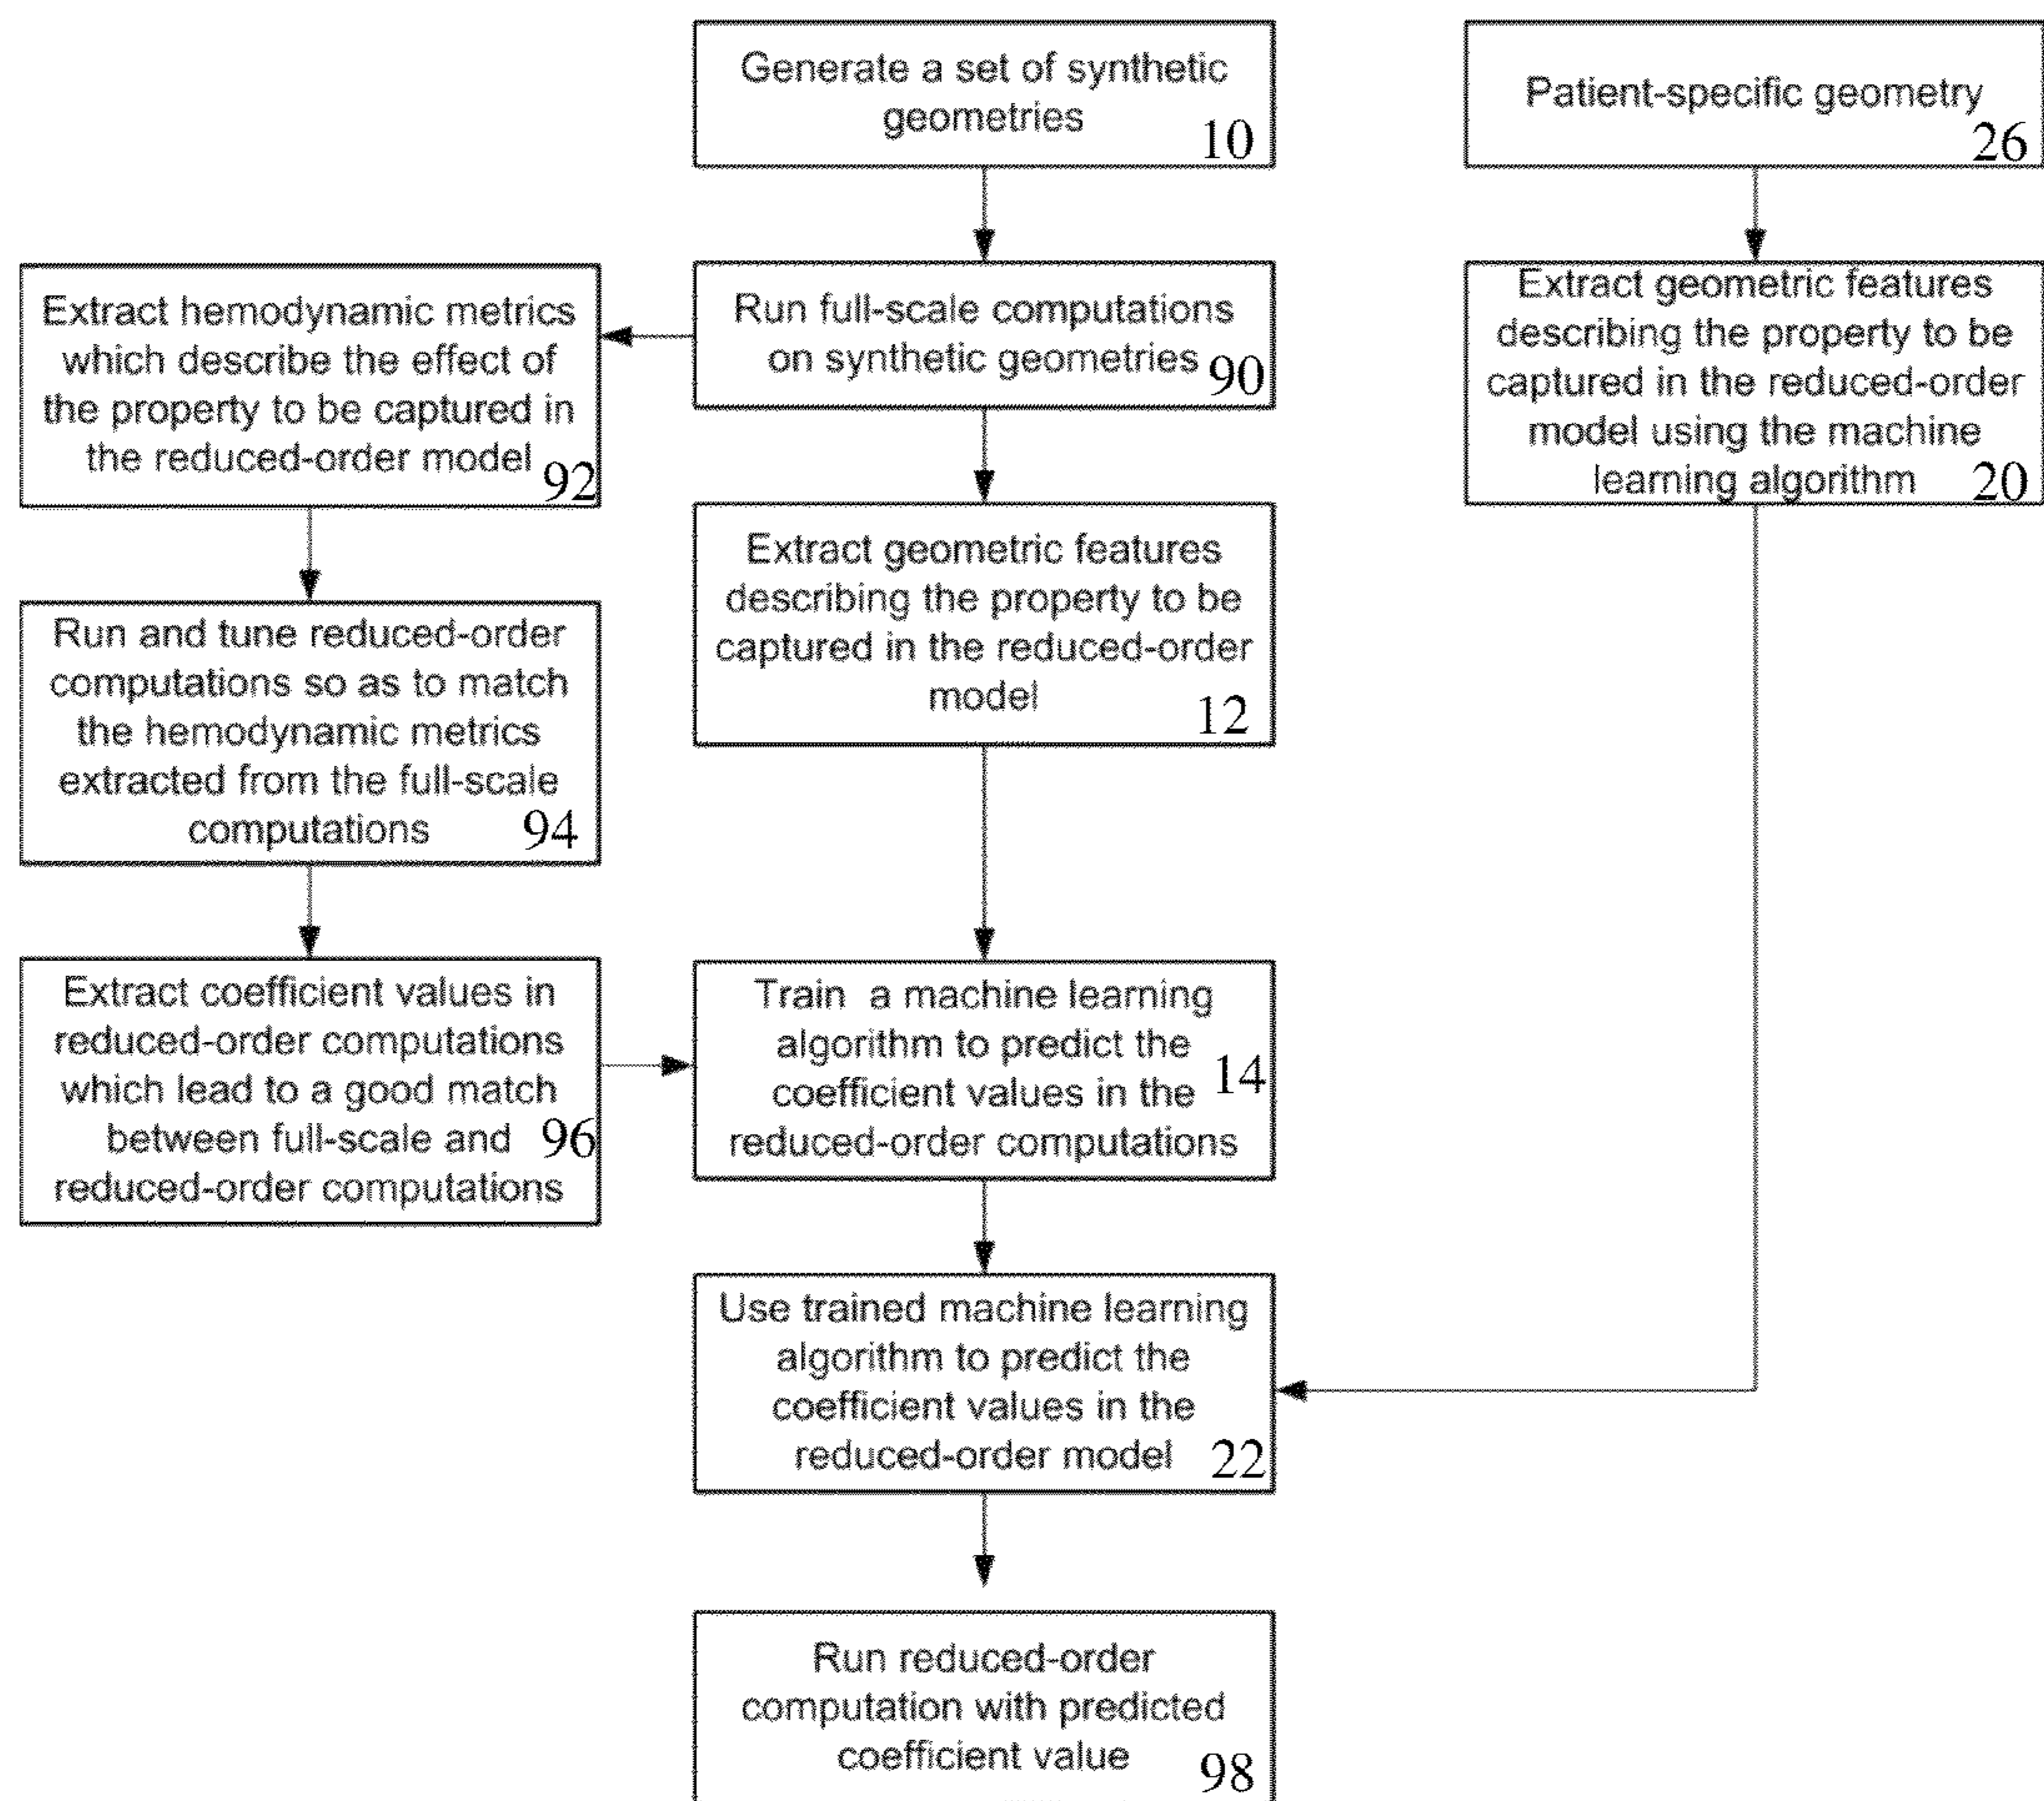 Generate a set of synthetic
geometries
10
Patient-specific geometry
26
Extract hemodynamic metrics
which describe the effect of
the property to be captured in
the reduced-order model
92
Run full-scale computations
on synthetic geometries
90
Extract geometric features
describing the property to be
captured in the reduced-order
model using the machine
learning algorithm
20
Extract geometric features
describing the property to be
captured in the reduced-order
model
12
Run and tune reduced-order
computations so as to match
the hemodynamic metrics
extracted from the full-scale
computations
94
Extract coefficient values in
reduced-order computations
which lead to a good match
between full-scale and
96
reduced-order computations
Train a machine learning
algorithm to predict the
14
coefficient values in the
reduced-order computations
Use trained machine learning
algorithm to predict the
coefficient values in the
reduced-order model
22
Run reduced-order
computation with predicted
coefficient value
98